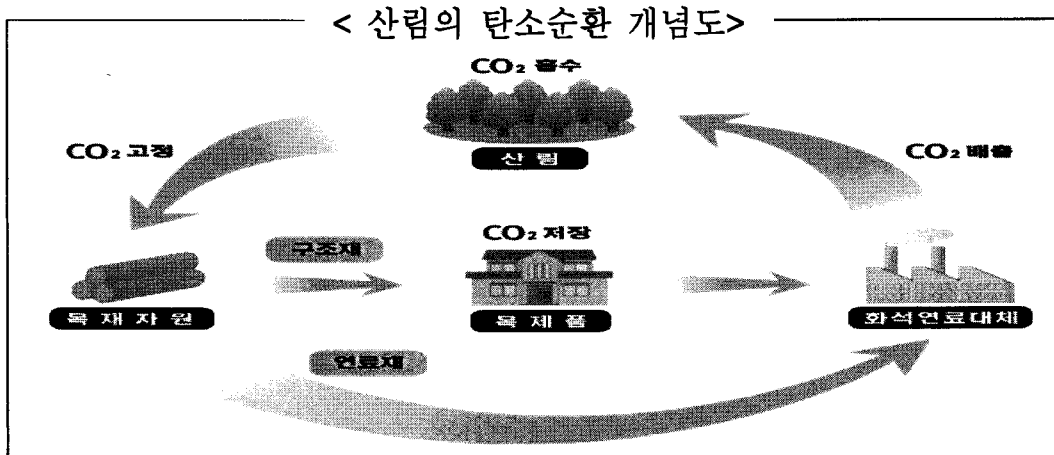 < 산림의 탄소순환 개념도>
CO₂ 흡수
산림
CO₂ 고정
CO₂ 배출
구조재
CO₂ 저장
목재자원
목제품
화석연료대체
연료재